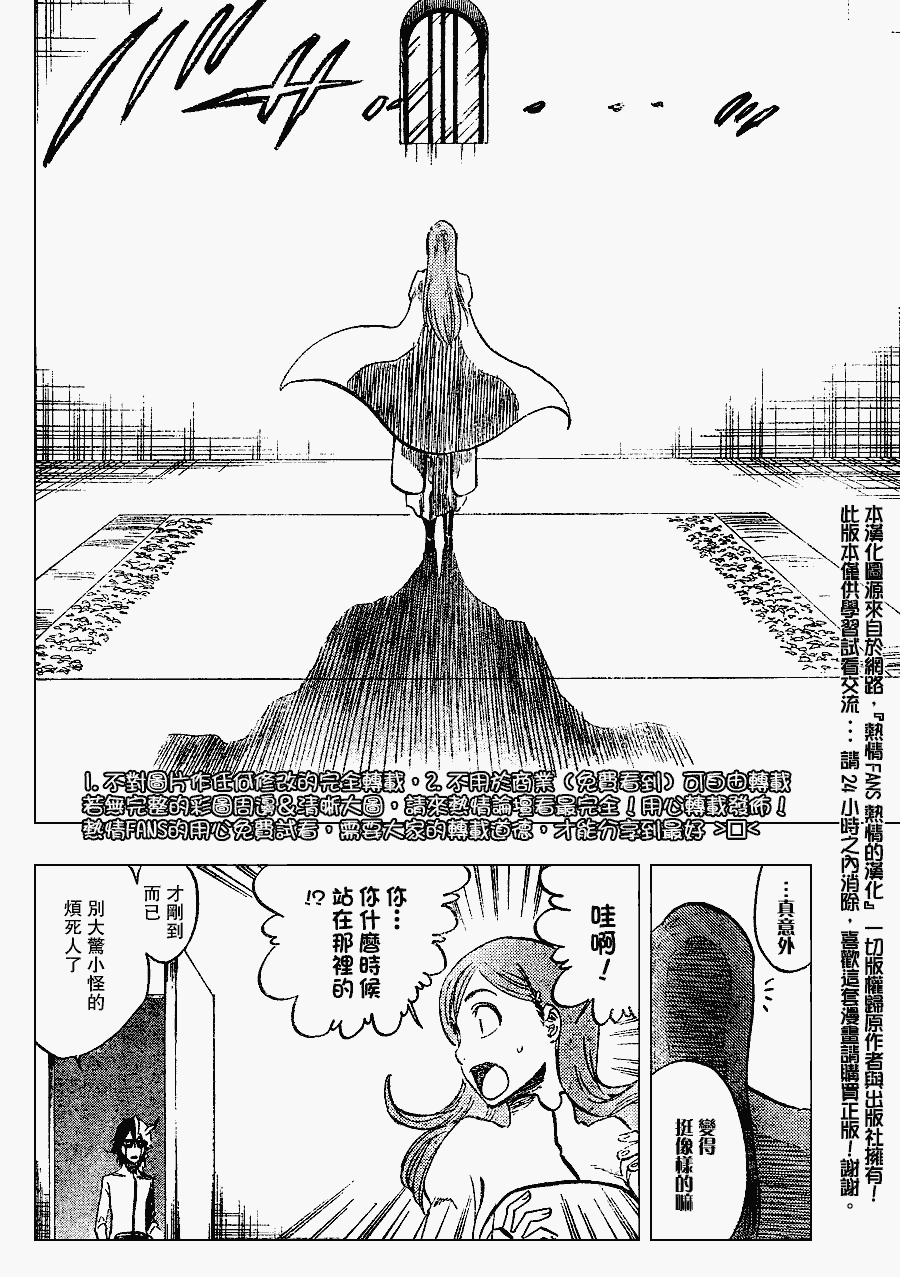 本漢化圖源來自於網路，『熱情FANS 熱情的漢化』一切版權歸原作者與出版社擁有！
此版本僅供學習試看交流…請24小時之內消除，喜歡這套漫畫請購買正版！謝謝。
1. 不對圖片作任何修改的完全轉載，2. 不用於商業（免費看到）可自由轉載
若無完整的彩圖周漫&清晰大圖，請來熱情論壇看最完全！用心轉載發佈！
熱情FANS的用心免費試看，需要大家的轉載首億，才能分享到最好 >口<
…真意外
變得
挺像樣的嘛
哇啊！
你…
你什麼時候
站在那裡的
!?
才剛到
而已
別大驚小怪的
煩死人了